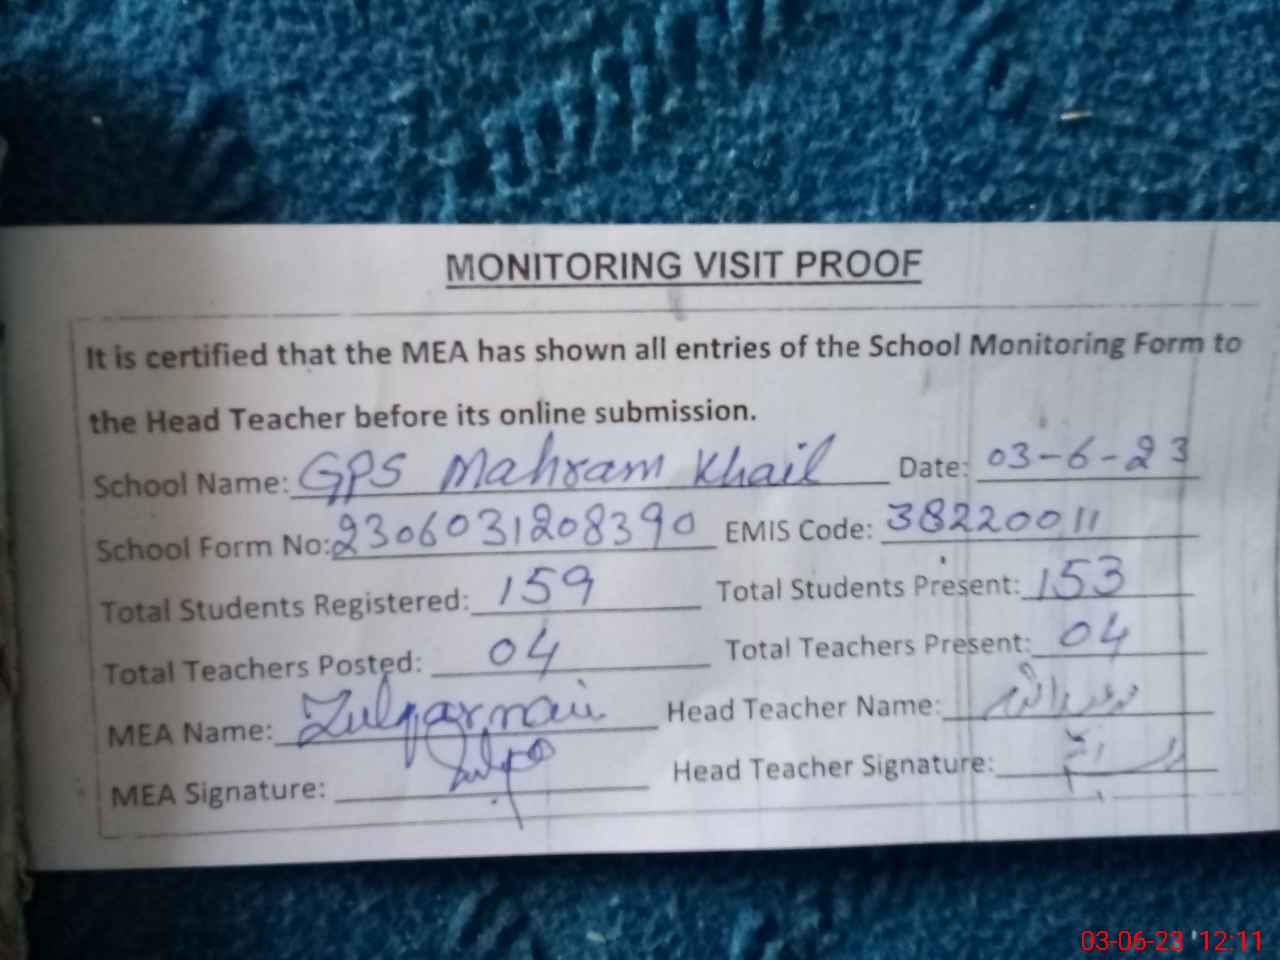 MONITORING VISIT PROOF
It is certified that the MEA has shown all entries of the School Monitoring Form to
the Head Teacher before its online submission.
School Name: GPS Mahram Khail Date: 03-6-23
School Form No: 2306031208390 EMIS Code: 38220011
Total Students Registered: 159 Total Students Present: 153
Total Teachers Posted: 04 Total Teachers Present: 04
MEA Name: Zulqarnain Head Teacher Name:
MEA Signature: Head Teacher Signature:
03-06-23 12:11